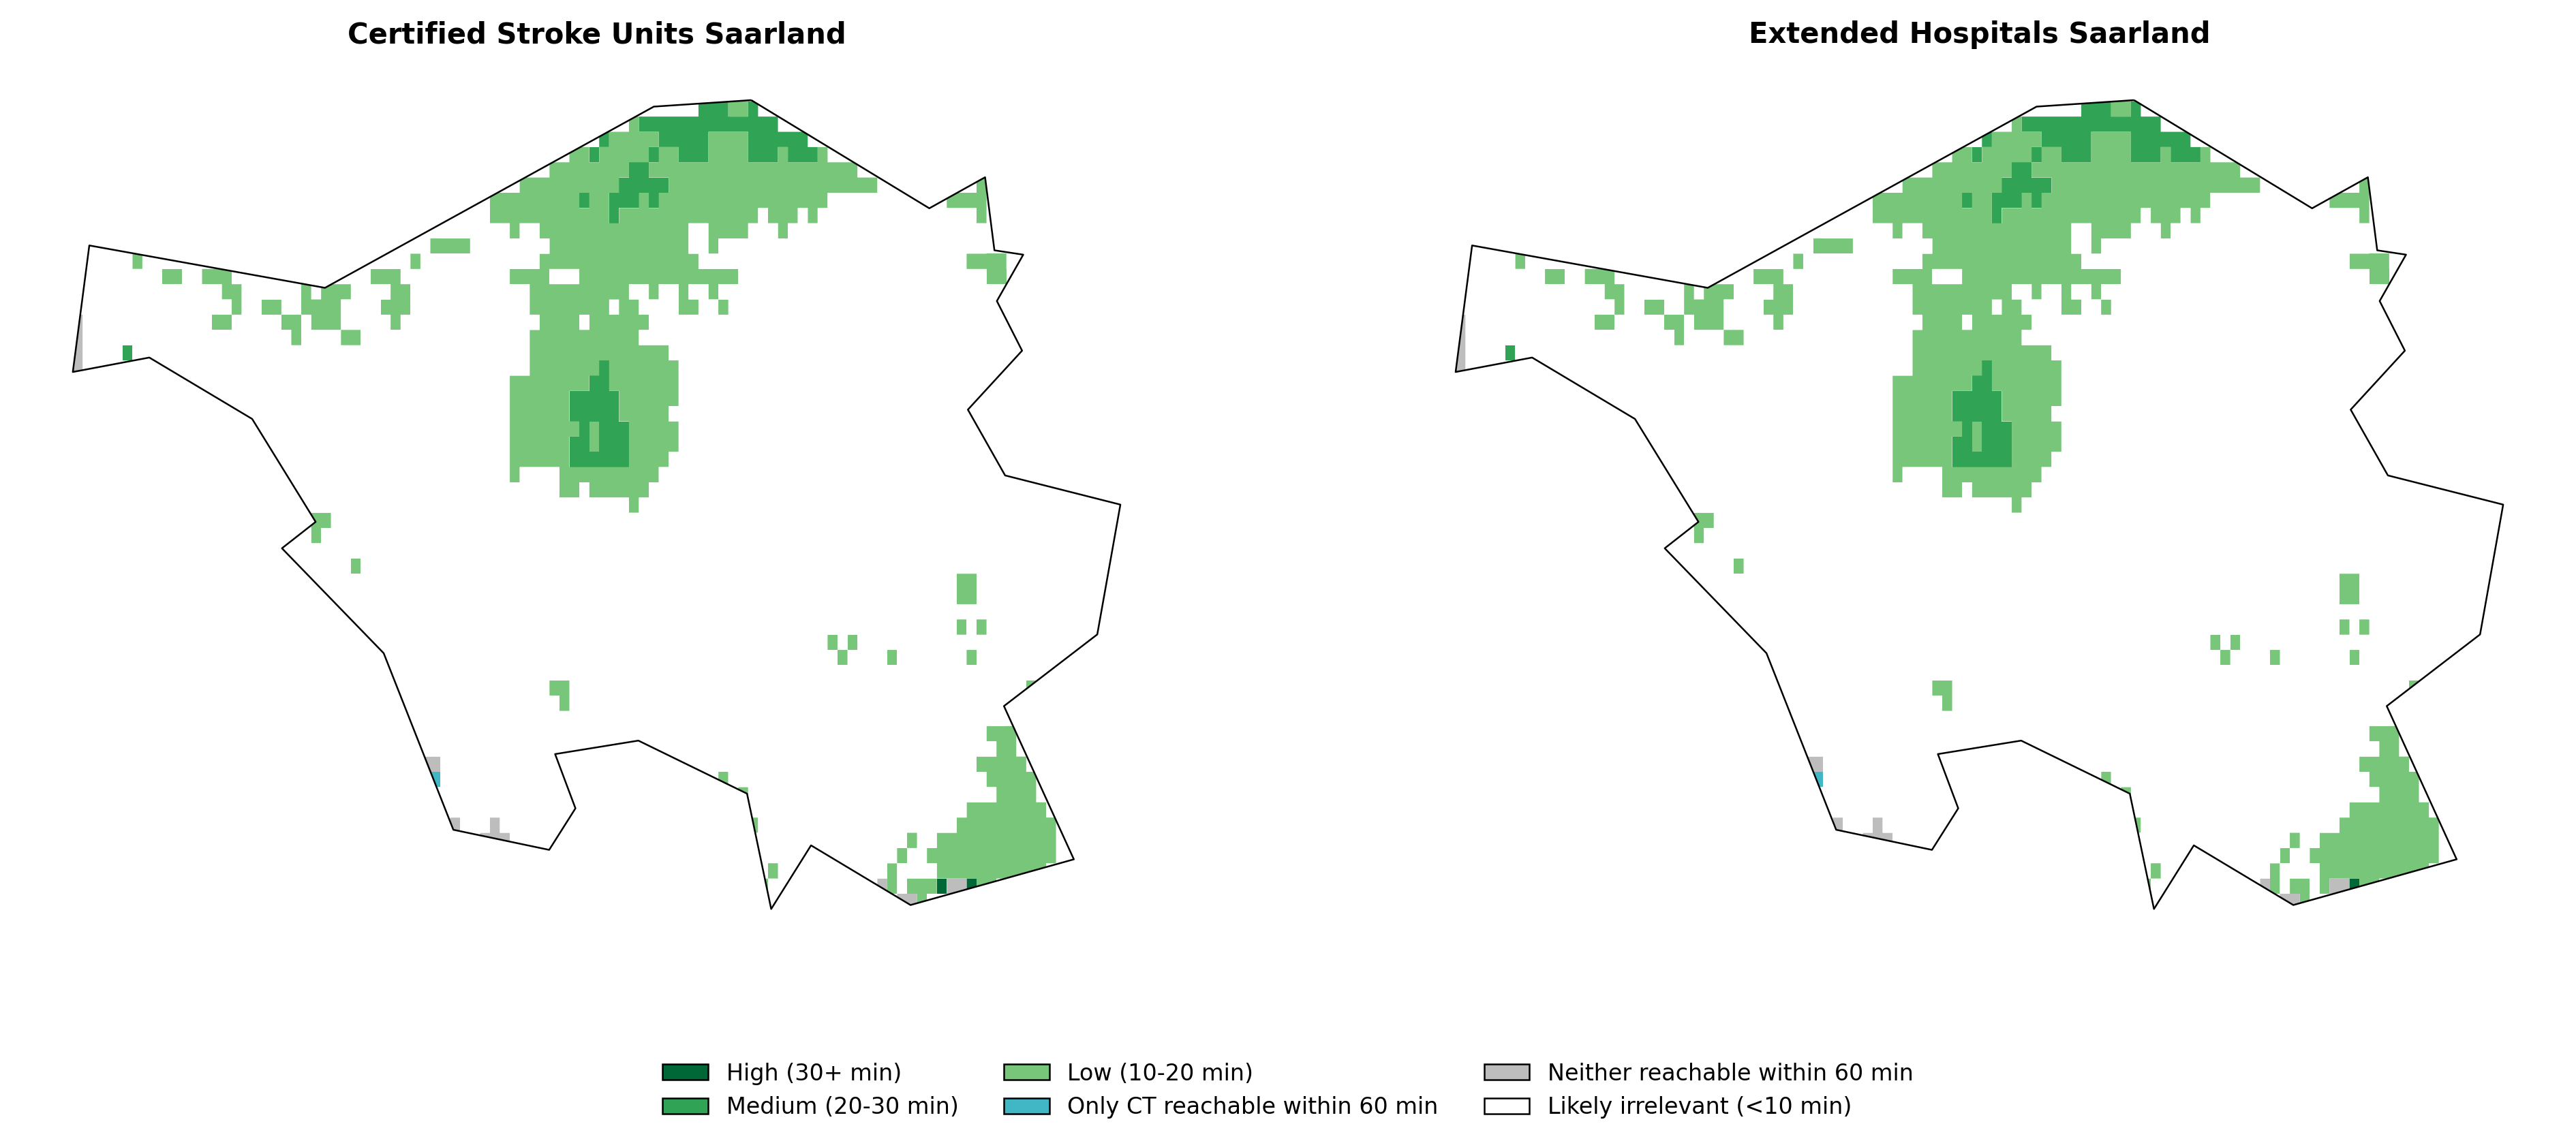 Certified Stroke Units Saarland
Extended Hospitals Saarland
High (30+ min)
Medium (20-30 min)
Low (10-20 min)
Only CT reachable within 60 min
Neither reachable within 60 min
Likely irrelevant (<10 min)